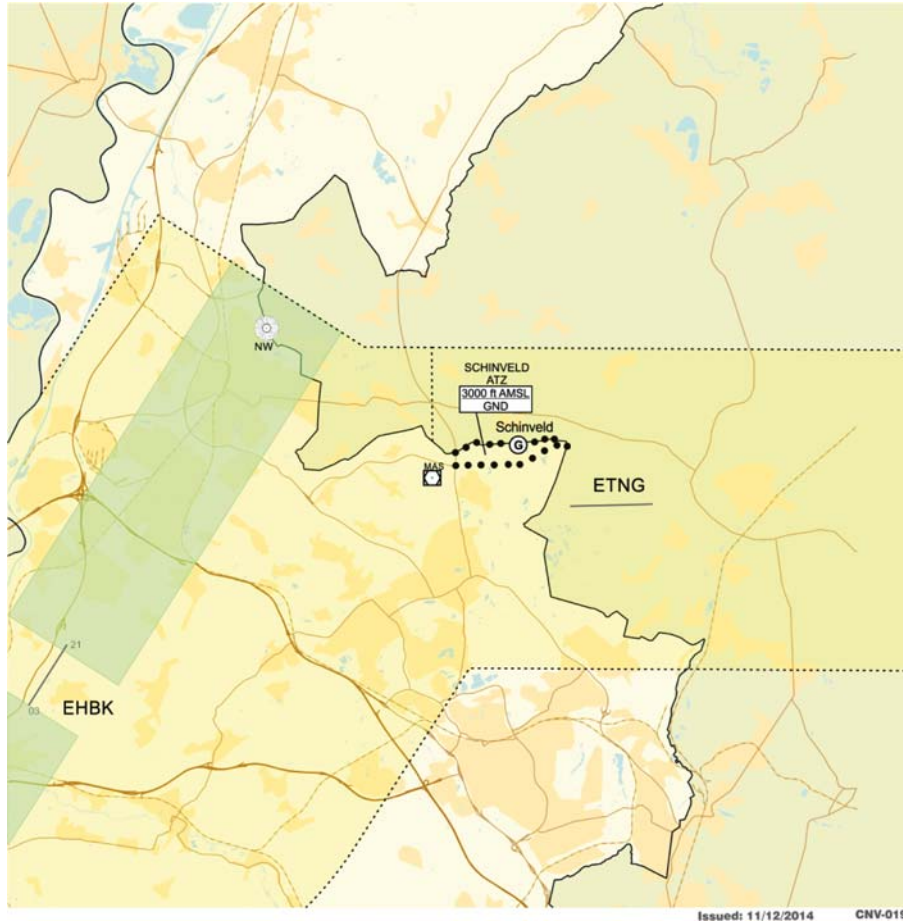 NW
SCHINVELD
ATZ
3000 ft AMSL
GND
Schinveld
G
MAS
ETNG
21
03
EHBK
Issued: 11/12/2014